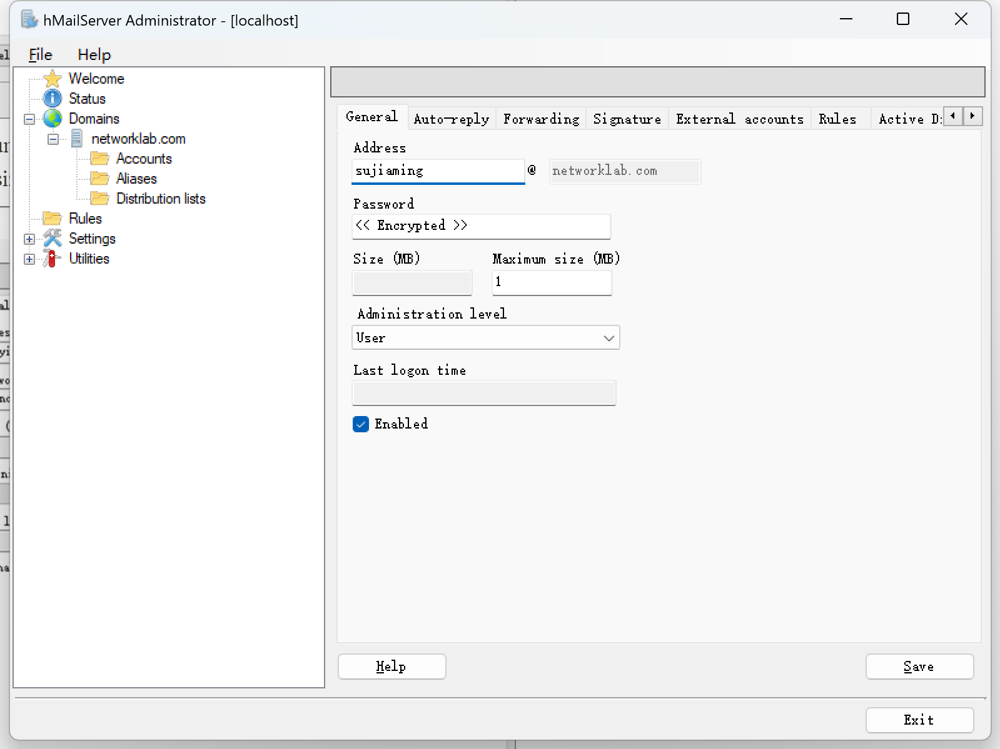 hMailServer Administrator - [localhost]
File Help
Welcome
Status
Domains
networklab.com
Accounts
Aliases
Distribution lists
Rules
Settings
Utilities
General Auto-reply Forwarding Signature External accounts Rules Active D
Address
sujiaming @ networklab.com
Password
<< Encrypted >>
Size (MB) Maximum size (MB)
1
Administration level
User
Last logon time
Enabled
Help Save
Exit